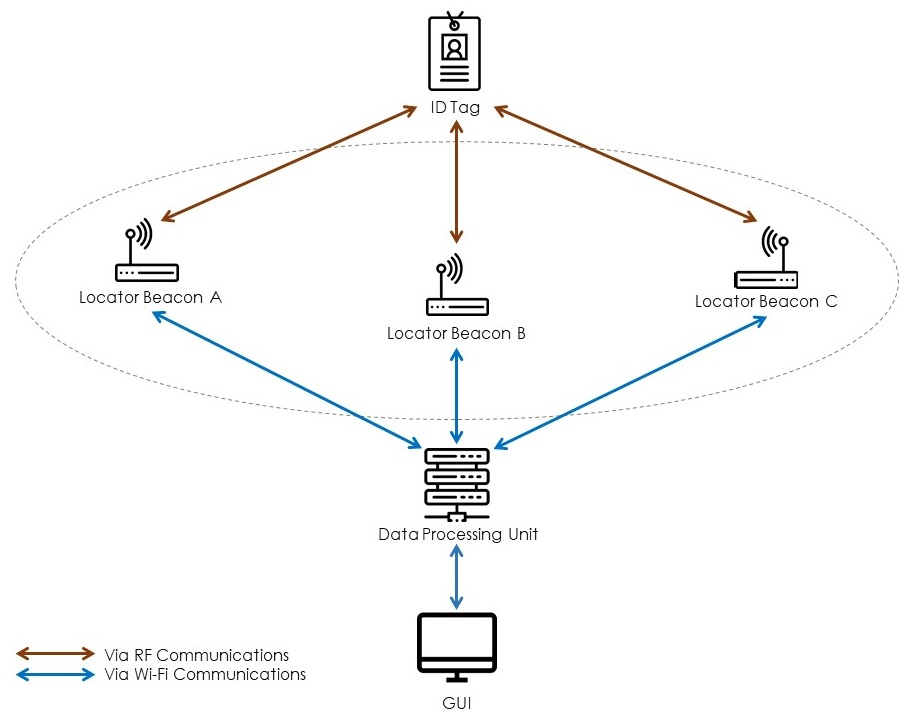 ID Tag
Locator Beacon A
Locator Beacon B
Locator Beacon C
Data Processing Unit
GUI
Via RF Communications
Via Wi-Fi Communications